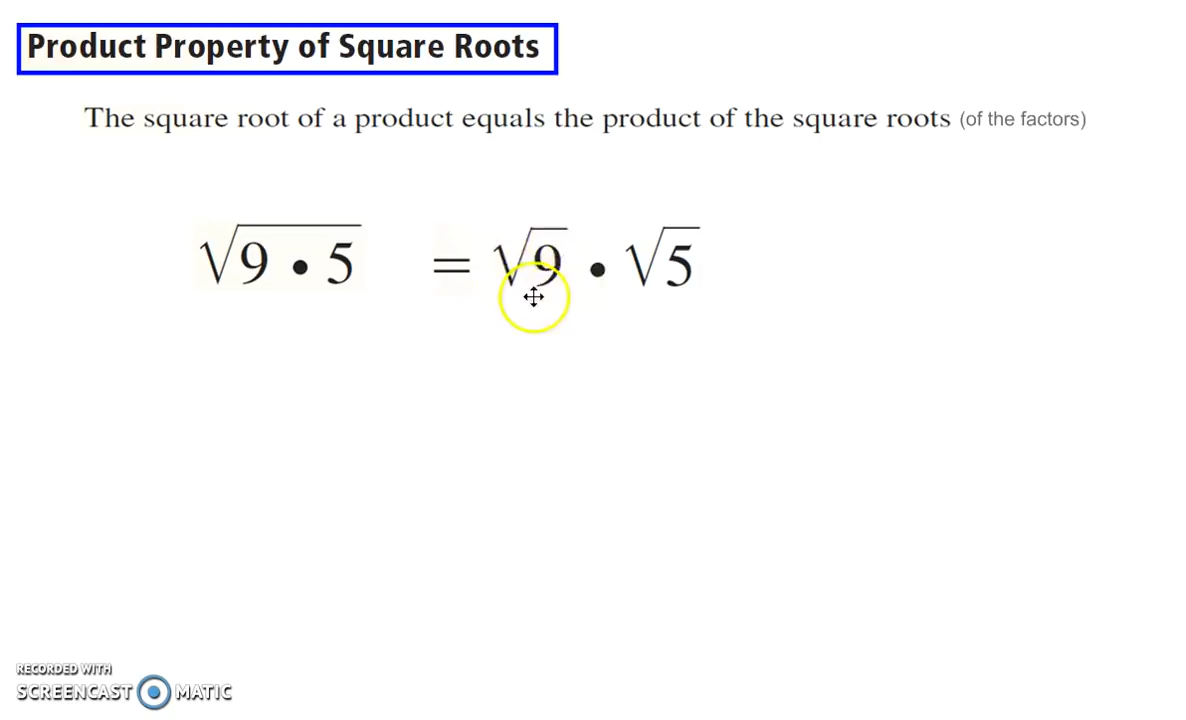 Product Property of Square Roots
The square root of a product equals the product of the square roots (of the factors)
√9 • 5 = √9 • √5
RECORDED WITH
SCREENCAST MATIC